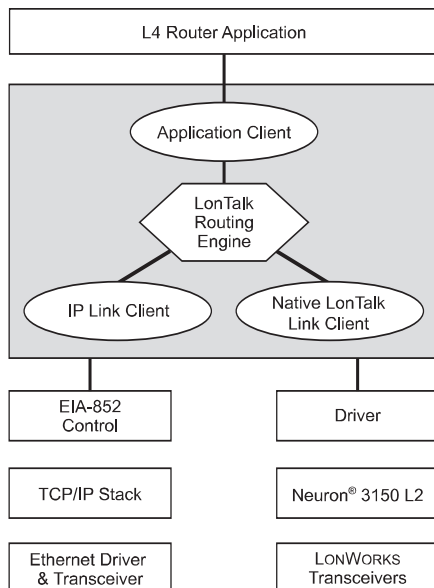 L4 Router Application
Application Client
LonTalk
Routing
Engine
IP Link Client
Native LonTalk
Link Client
EIA-852
Control
Driver
TCP/IP Stack
Neuron® 3150 L2
Ethernet Driver
& Transceiver
LONWORKS
Transceivers